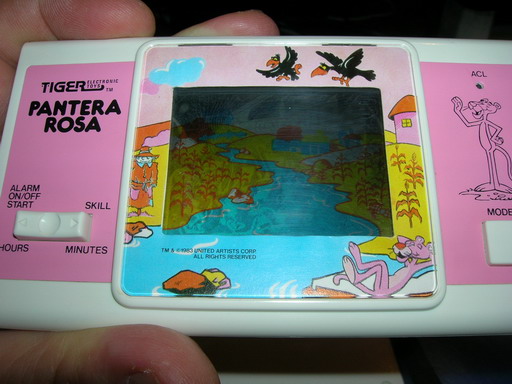 TIGER ELECTRONIC
TOYS TM
PANTERA
ROSA
ALARM
ON/OFF
START
SKILL
HOURS
MINUTES
TM & © 1983 UNITED ARTISTS CORP
ALL RIGHTS RESERVED
ACL
MODE